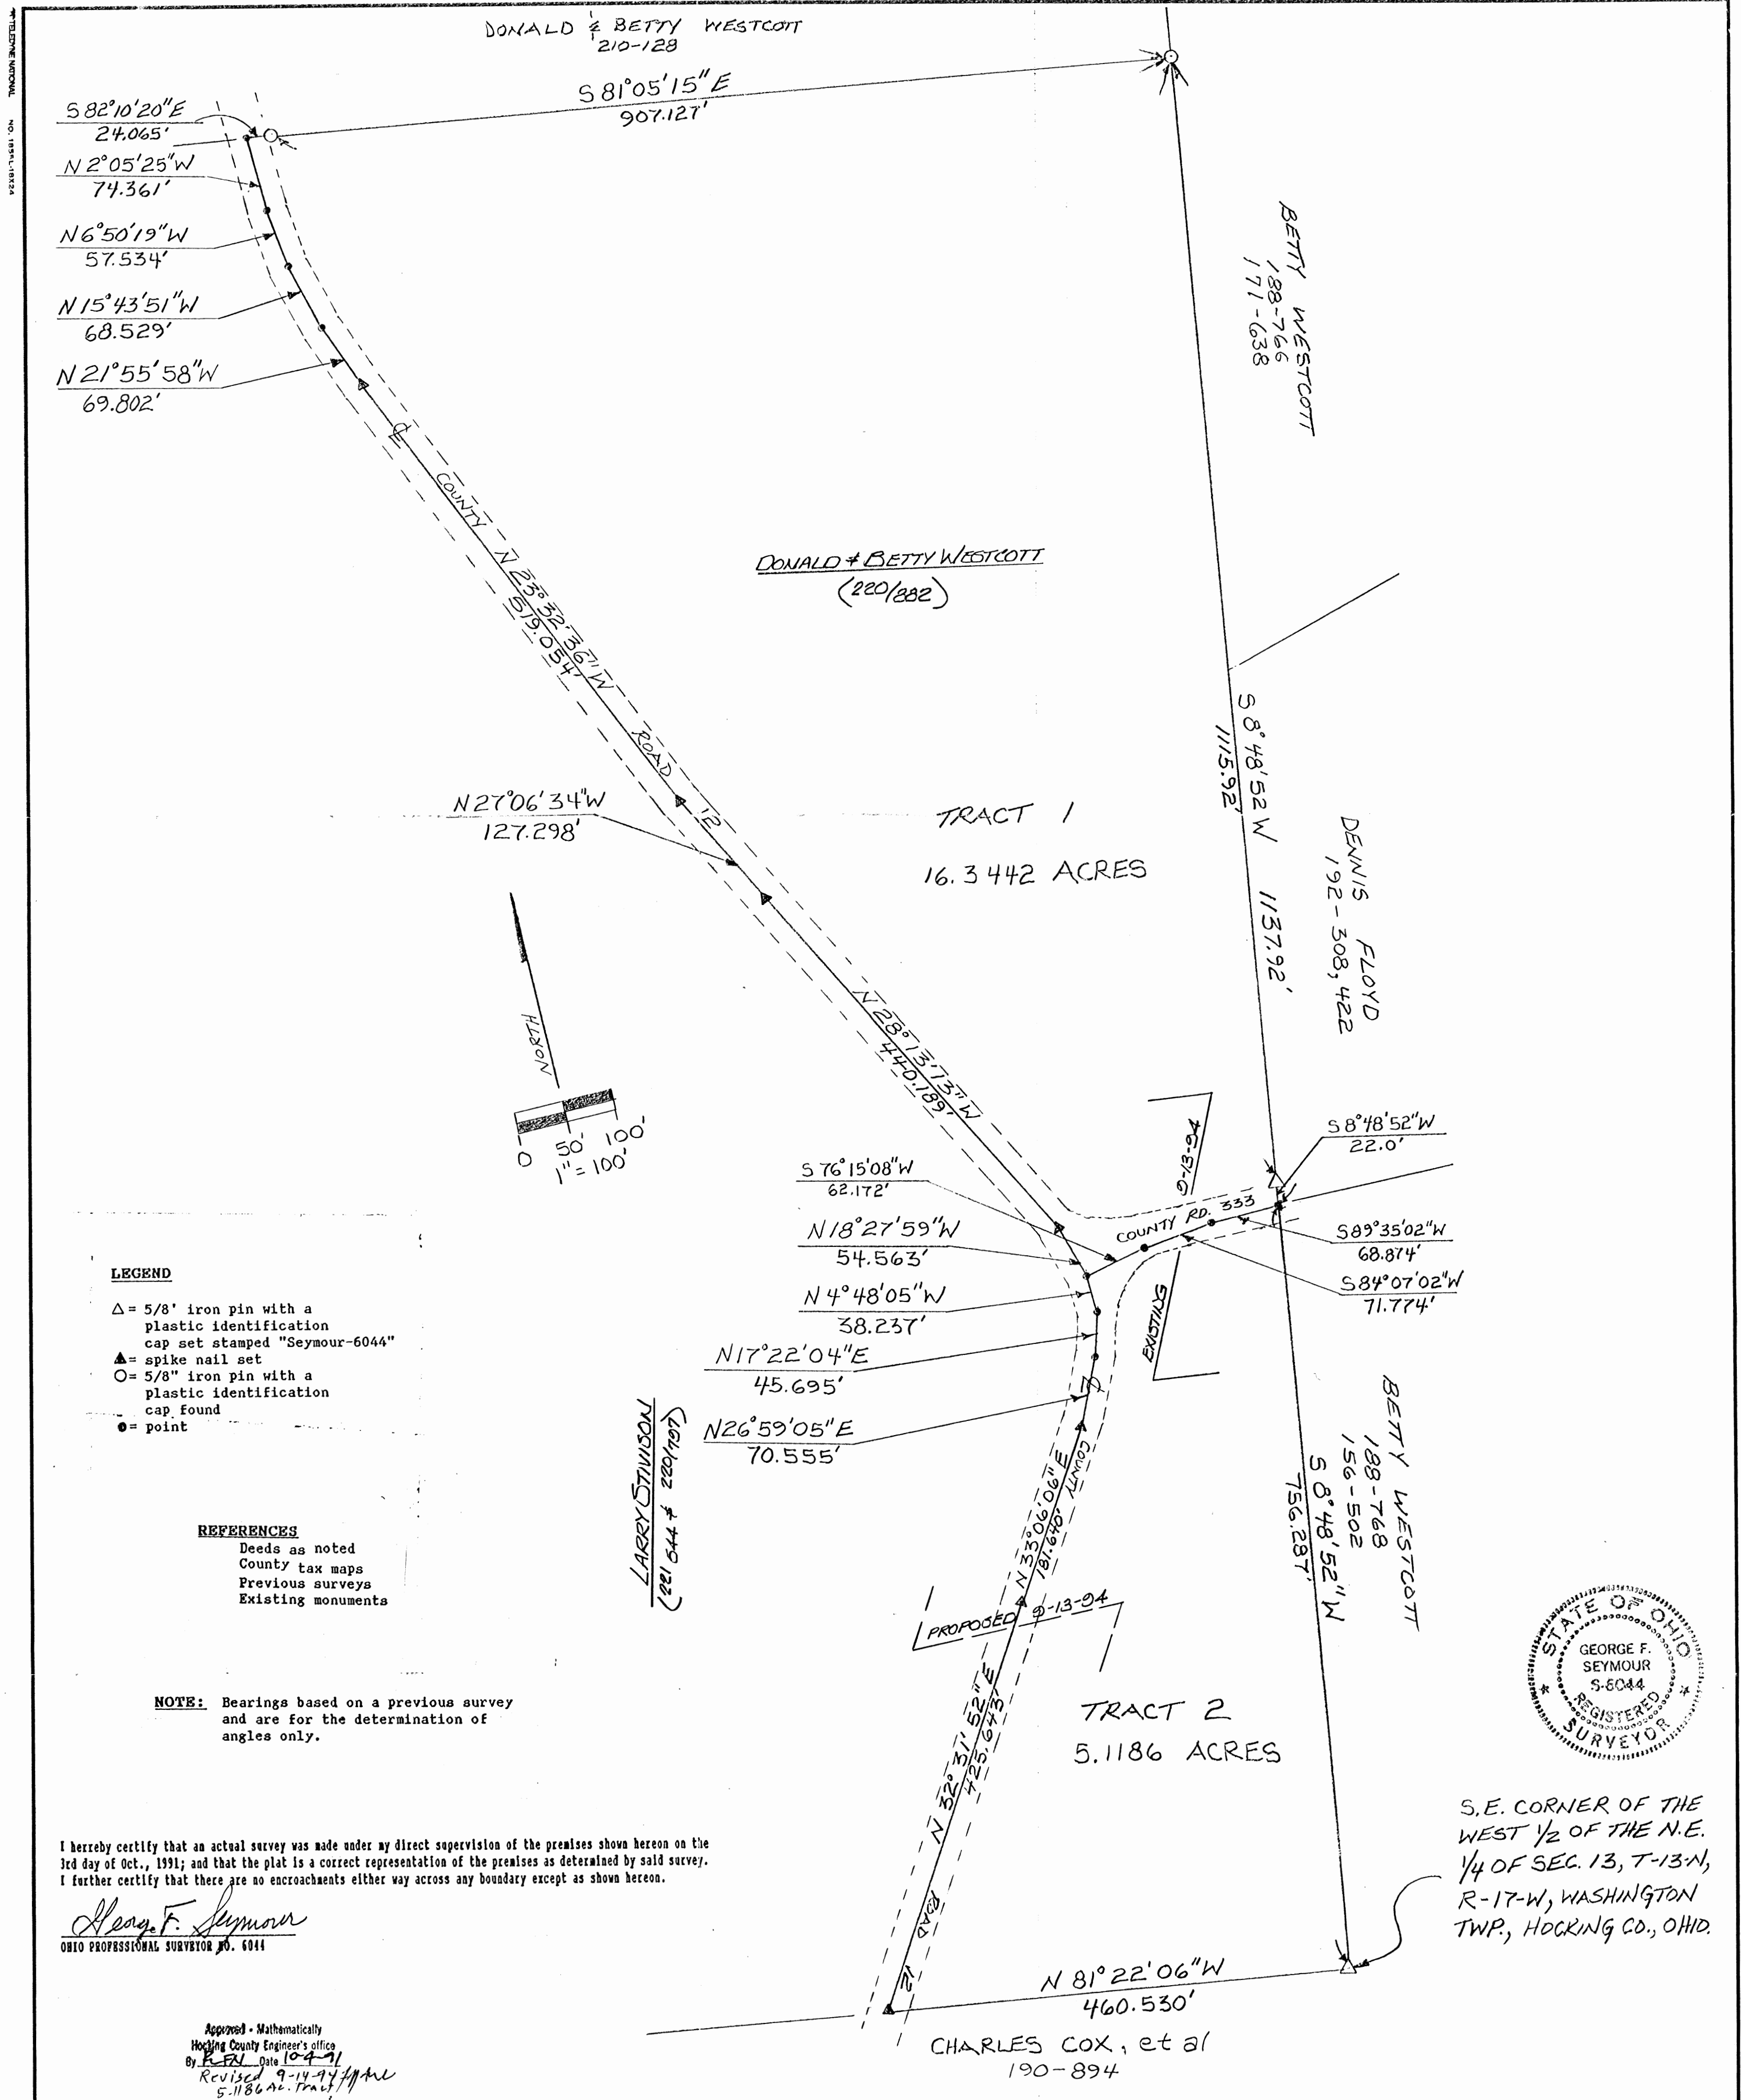 TELEDYNE NATIONAL
DONALD & BETTY WESTCOTT
210-128
S 81°05'15" E
907.127'
S 82°10'20" E
24.065'
N 2°05'25" W
74.361'
N 6°50'19" W
57.534'
N 15°43'51" W
68.529'
N 21°55'58" W
69.802'
BETTY WESTCOTT
188-766
171-638
COUNTY ROAD 12
N 23°32'36" W
519.054'
DONALD & BETTY WESTCOTT
(220/882)
S 8°48'52 W 1137.92'
1115.92'
N 27°06'34" W
127.298'
TRACT 1
16.3442 ACRES
DENNIS FLOYD
192-308,422
NORTH
0 50' 100'
1" = 100'
N 28°13'13" W
440.189'
9-13-94
EXISTING
S 8°48'52" W
22.0'
S 76°15'08" W
62.172'
COUNTY RD. 333
N 18°27'59" W
54.563'
S 89°35'02" W
68.874'
S 84°07'02" W
71.774'
N 4°48'05" W
38.237'
N 17°22'04" E
45.695'
N 26°59'05" E
70.555'
LEGEND
△ = 5/8' iron pin with a
plastic identification
cap set stamped "Seymour-6044"
▲ = spike nail set
O = 5/8" iron pin with a
plastic identification
cap found
● = point
LARRY STIVISON
(221 544 & 220/797)
BETTY WESTCOTT
188-768
156-502
S 8°48'52" W
756.287'
N 33°06'06" E
181.640'
COUNTY ROAD 12
REFERENCES
Deeds as noted
County tax maps
Previous surveys
Existing monuments
PROPOSED 9-13-94
N 32°31'52" E
425.643'
NOTE: Bearings based on a previous survey
and are for the determination of
angles only.
TRACT 2
5.1186 ACRES
STATE OF OHIO
GEORGE F.
SEYMOUR
S-6044
REGISTERED
SURVEYOR
S.E. CORNER OF THE
WEST 1/2 OF THE N.E.
1/4 OF SEC. 13, T-13-N,
R-17-W, WASHINGTON
TWP., HOCKING CO., OHIO.
I hereby certify that an actual survey was made under my direct supervision of the premises shown hereon on the
3rd day of Oct., 1991; and that the plat is a correct representation of the premises as determined by said survey.
I further certify that there are no encroachments either way across any boundary except as shown hereon.
George F. Seymour
OHIO PROFESSIONAL SURVEYOR NO. 6044
N 81°22'06" W
460.530'
CHARLES COX, et al
190-894
Approved - Mathematically
Hocking County Engineer's office
By Date 10-4-91
Revised 9-14-94
5.1186 Ac. Tract